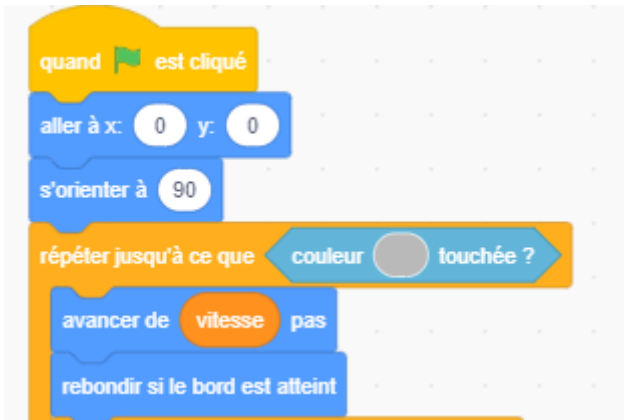 quand est cliqué
aller à x: 0 y: 0
s'orienter à 90
répéter jusqu'à ce que couleur touchée ?
avancer de vitesse pas
rebondir si le bord est atteint